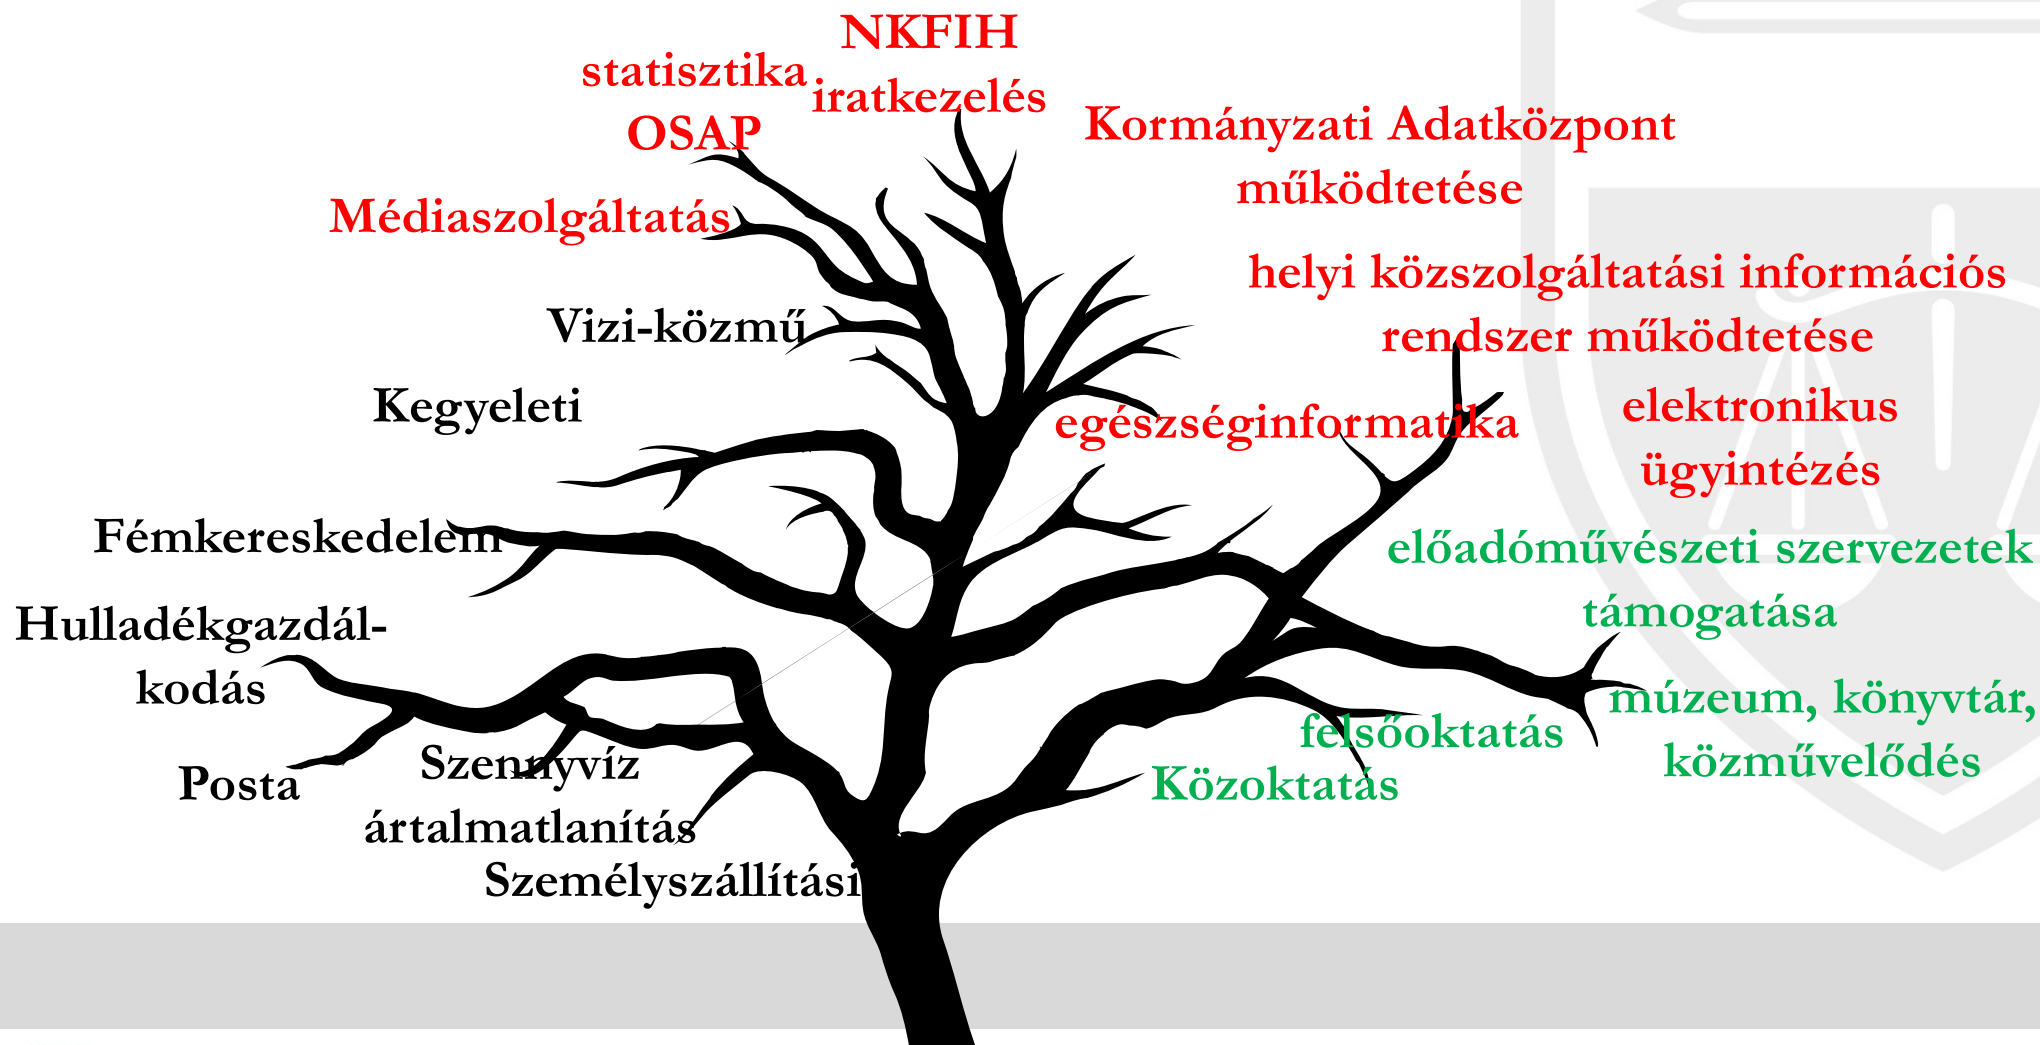 NKFIH
iratkezelés
statisztika
OSAP
Kormányzati Adatközpont
működtetése
Médiaszolgáltatás
helyi közszolgáltatási információs
rendszer működtetése
Vizi-közmű
Kegyeleti
egészséginformatika
elektronikus
ügyintézés
Fémkereskedelem
előadóművészeti szervezetek
támogatása
Hulladékgazdál-
kodás
múzeum, könyvtár,
közművelődés
felsőoktatás
Közoktatás
Posta
Szennyvíz
ártalmatlanítás
Személyszállítási